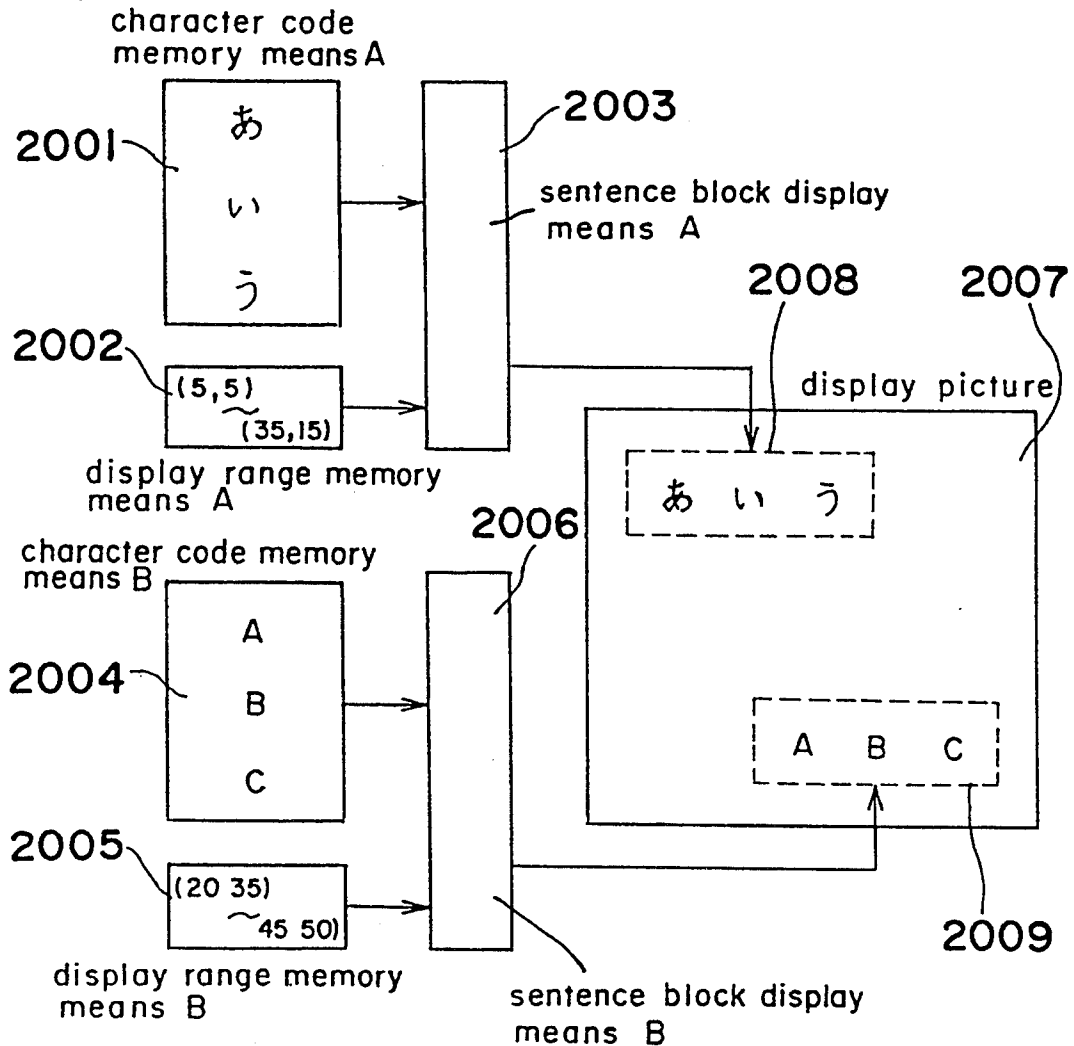 character code
memory means A
2001
あ
い
う
2003
sentence block display
means A
2002
(5,5)
~
(35,15)
display range memory
means A
2008
2007
display picture
あ い う
character code memory
means B
2004
A
B
C
2006
2005
(20 35)
~
45 50)
display range memory
means B
A B C
2009
sentence block display
means B